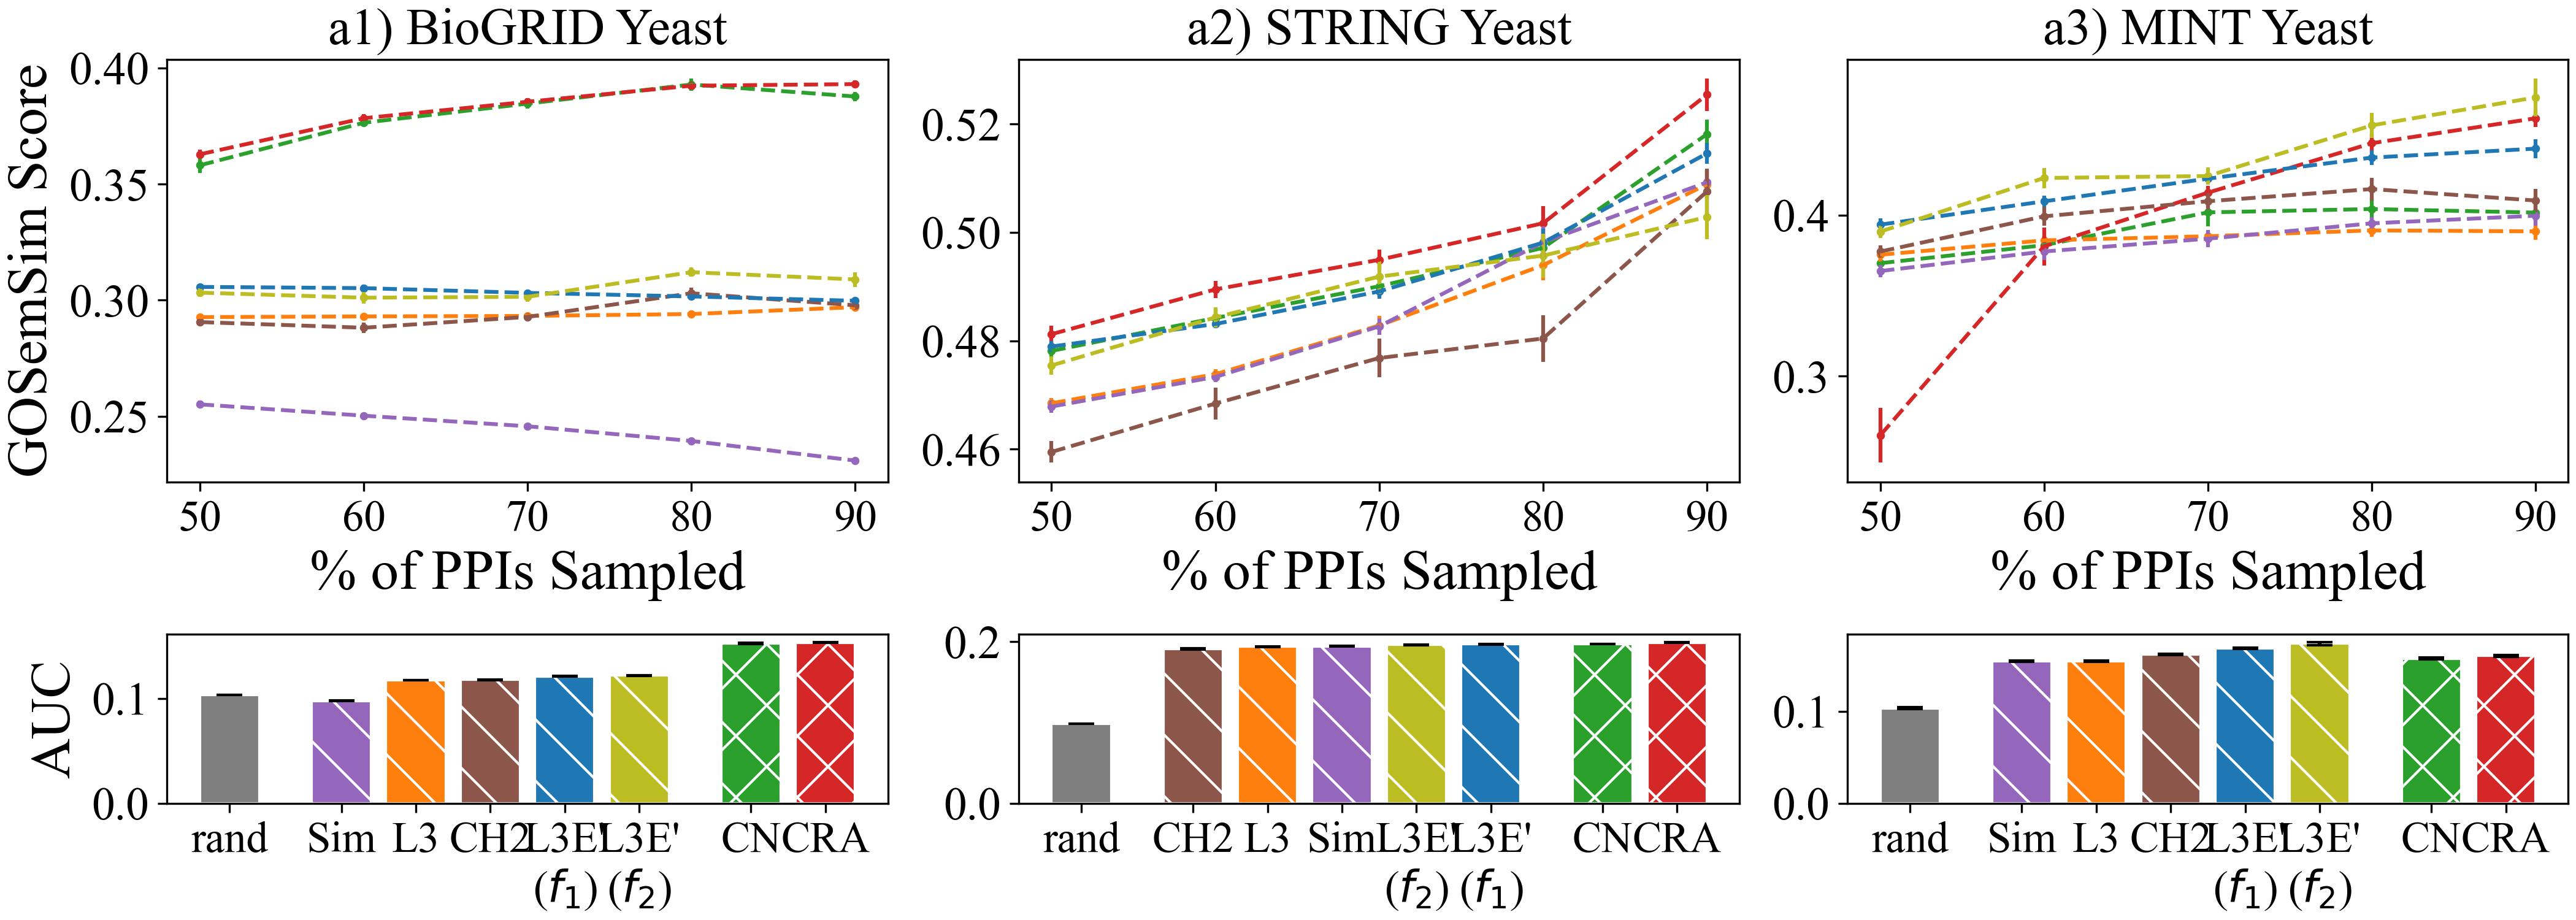 a1) BioGRID Yeast
a2) STRING Yeast
a3) MINT Yeast
GOSemSim Score
0.40
0.35
0.30
0.25
50 60 70 80 90
% of PPIs Sampled
0.52
0.50
0.48
0.46
50 60 70 80 90
% of PPIs Sampled
0.4
0.3
50 60 70 80 90
% of PPIs Sampled
AUC
0.1
0.0
rand Sim L3 CH2 L3E' L3E' CN CRA
(f1) (f2)
0.2
0.0
rand CH2 L3 Sim L3E' L3E' CN CRA
(f2) (f1)
0.1
0.0
rand Sim L3 CH2 L3E' L3E' CN CRA
(f1) (f2)